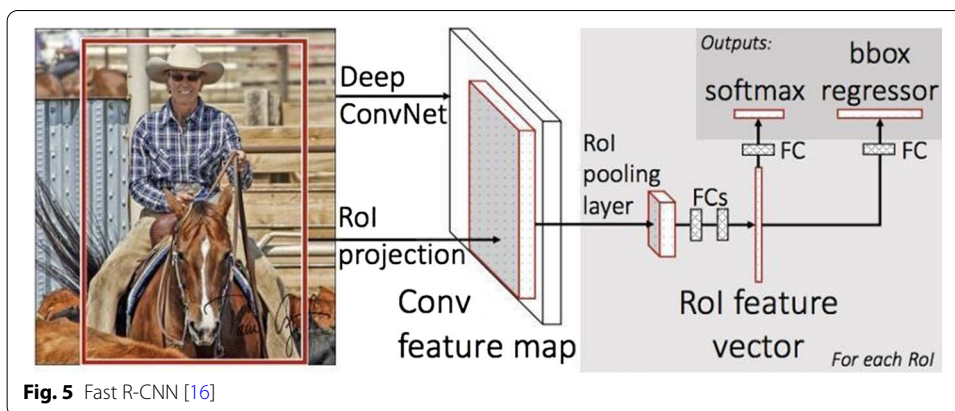 Deep
ConvNet
RoI
projection
Conv
feature map
RoI
pooling
layer
FCs
Outputs:
softmax
bbox
regressor
FC
FC
RoI feature
vector
For each RoI
Fig. 5 Fast R-CNN [16]